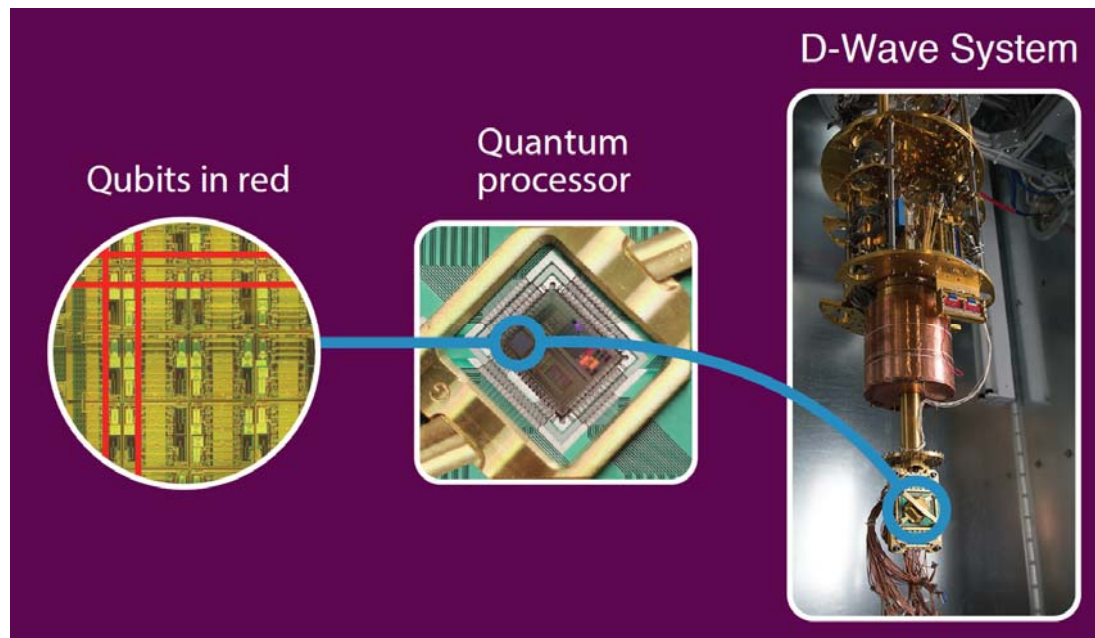 D-Wave System
Quantum
processor
Qubits in red